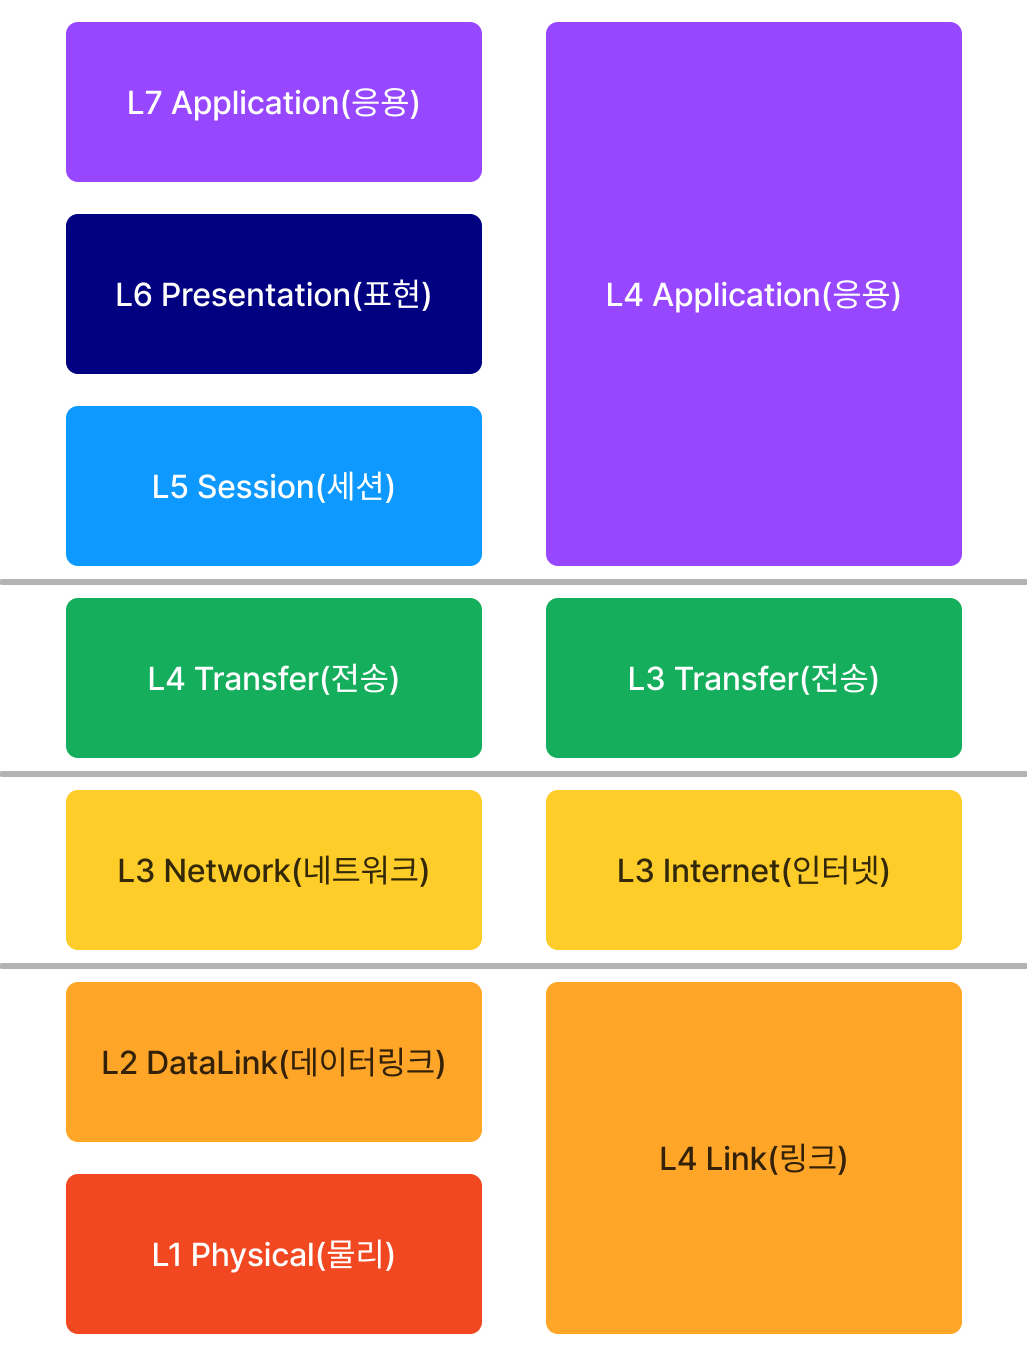 L7 Application(응용)
L6 Presentation(표현)
L5 Session(세션)
L4 Application(응용)
L4 Transfer(전송)
L3 Transfer(전송)
L3 Network(네트워크)
L3 Internet(인터넷)
L2 DataLink(데이터링크)
L1 Physical(물리)
L4 Link(링크)